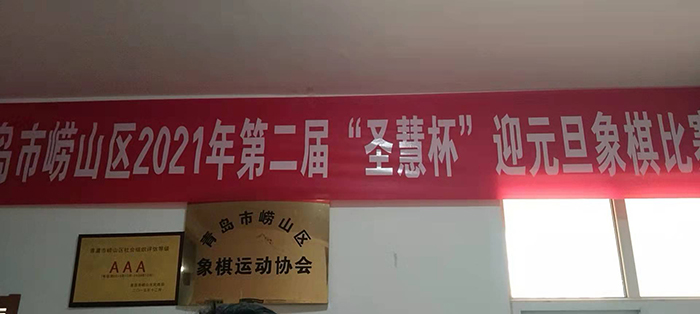 岛市崂山区2021年第二届“圣慧杯”迎元旦象棋比赛
青岛市崂山区
象棋运动协会
AAA